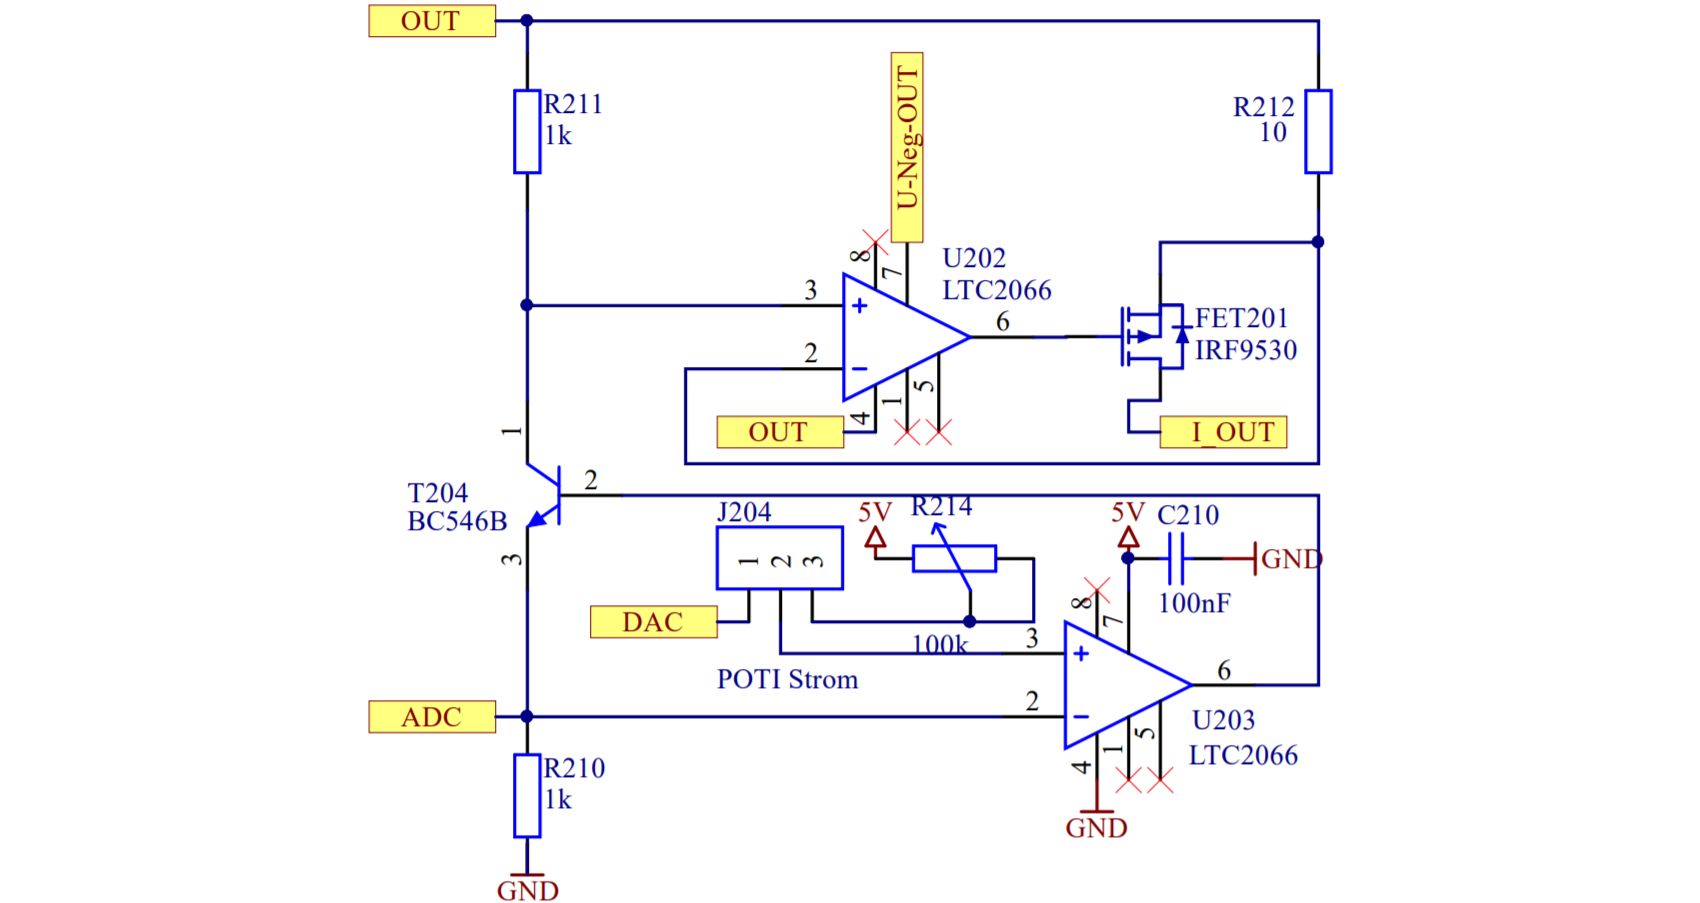 OUT
R211
1k
U-Neg-OUT
R212
10
8
7
U202
LTC2066
3
6
FET201
IRF9530
2
5
1
4
OUT
I_OUT
1
2
T204
BC546B
J204
5V
R214
5V
C210
3
1
2
3
GND
8
7
100nF
DAC
100k
3
POTI Strom
6
2
ADC
U203
LTC2066
5
1
4
R210
1k
GND
GND